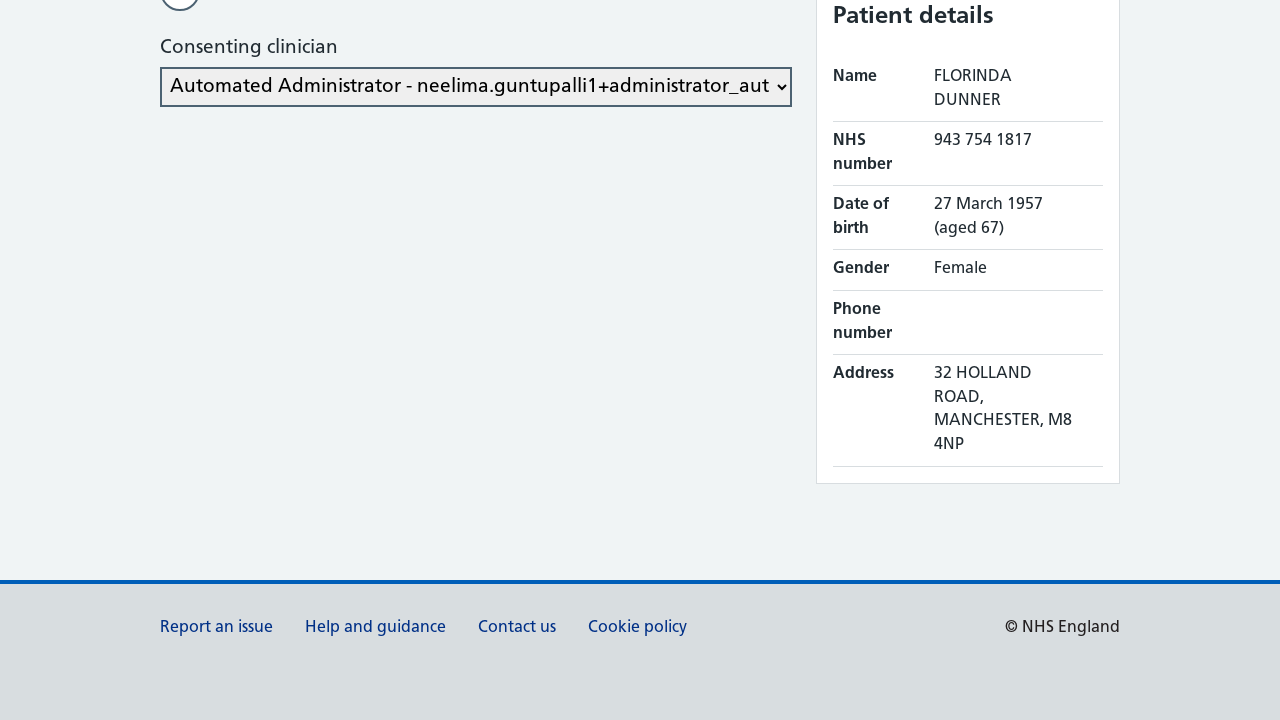 Consenting clinician
Automated Administrator - neelima.guntupalli1+administrator_aut
Patient details
Name FLORINDA
DUNNER
NHS number 943 754 1817
Date of birth 27 March 1957
(aged 67)
Gender Female
Phone number
Address 32 HOLLAND
ROAD,
MANCHESTER, M8
4NP
Report an issue Help and guidance Contact us Cookie policy © NHS England